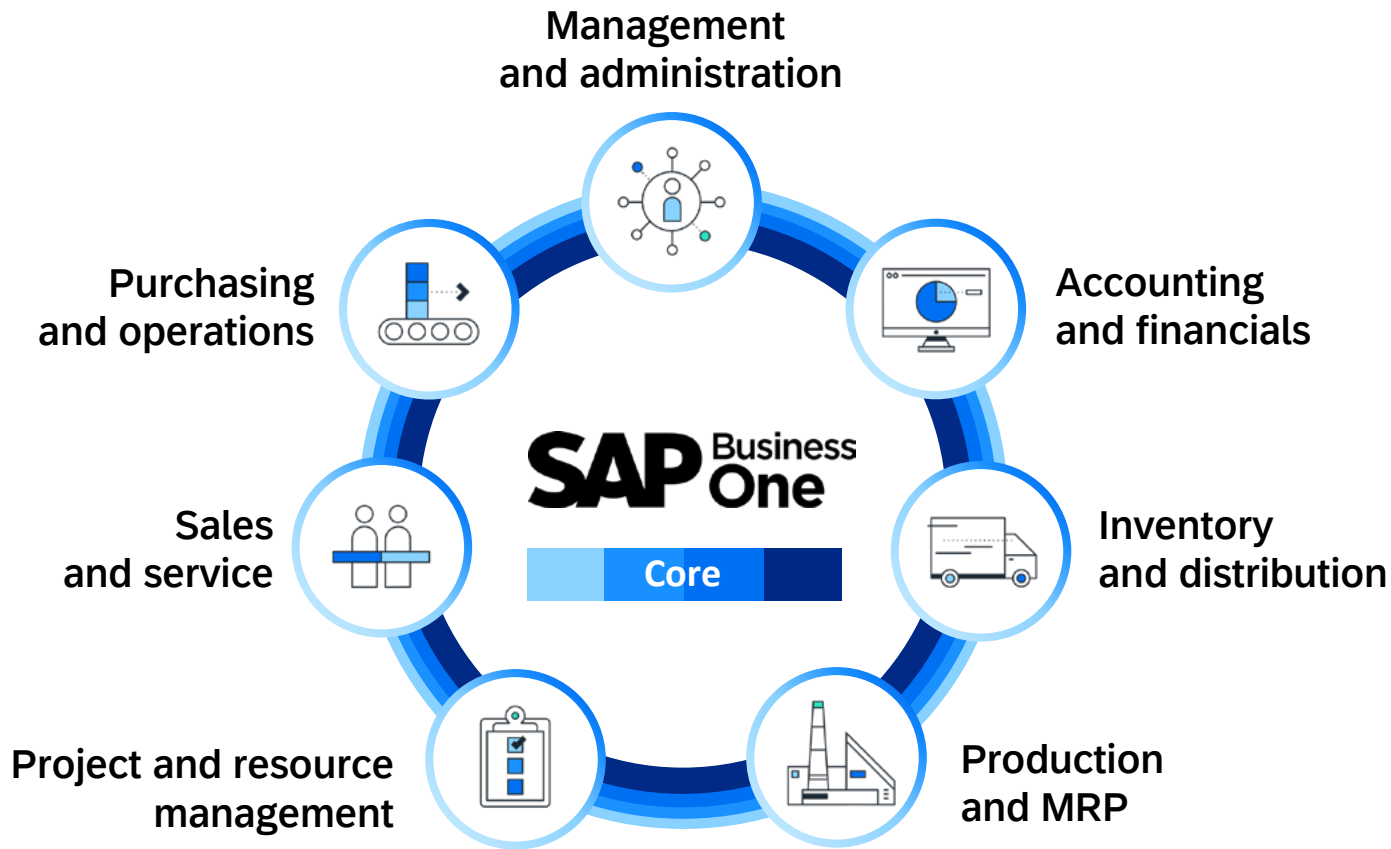 Management
and administration
Purchasing
and operations
Accounting
and financials
SAP Business
One
Core
Sales
and service
Inventory
and distribution
Project and resource
management
Production
and MRP